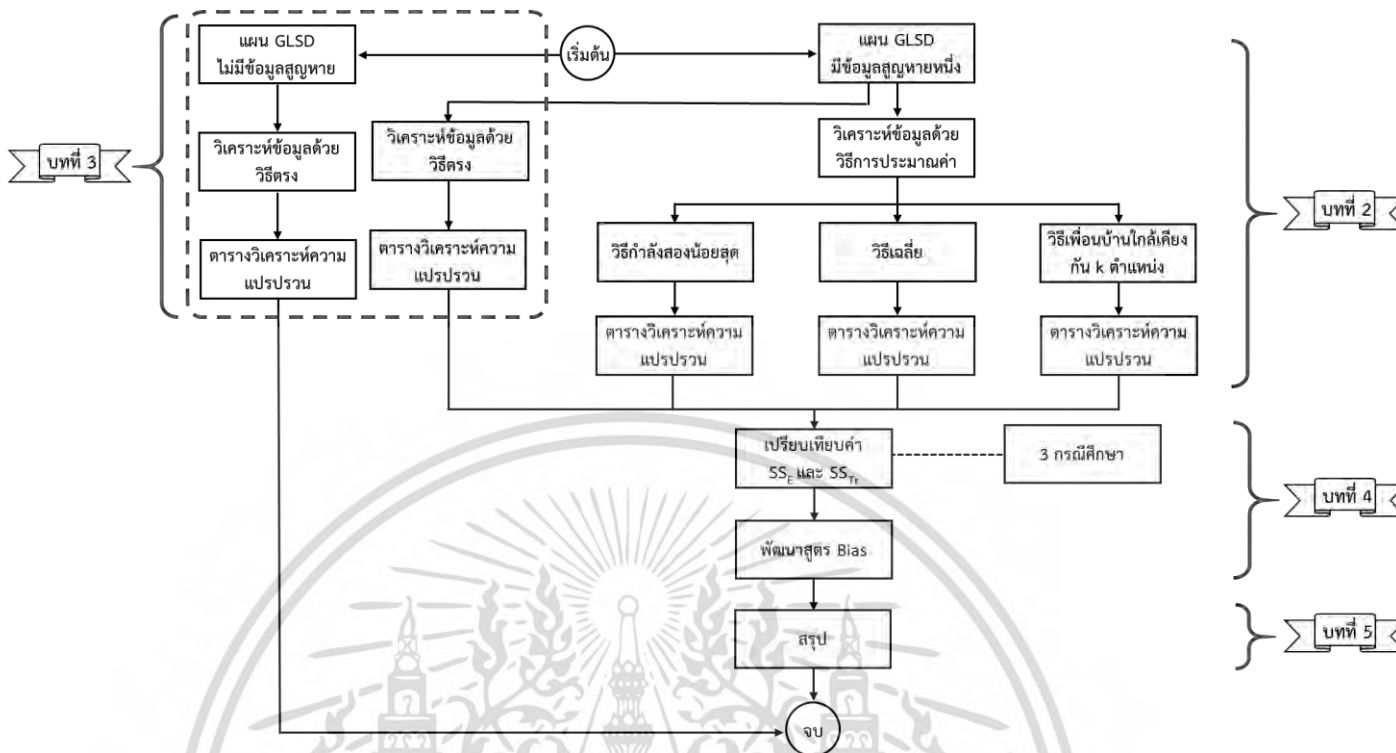 แผน GLSD
ไม่มีข้อมูลสูญหาย
เริ่มต้น
แผน GLSD
มีข้อมูลสูญหายหนึ่ง
บทที่ 3
วิเคราะห์ข้อมูลด้วย
วิธีตรง
วิเคราะห์ข้อมูลด้วย
วิธีตรง
วิเคราะห์ข้อมูลด้วย
วิธีการประมาณค่า
บทที่ 2
ตารางวิเคราะห์ความ
แปรปรวน
ตารางวิเคราะห์ความ
แปรปรวน
วิธีกำลังสองน้อยสุด
วิธีเฉลี่ย
วิธีเพื่อนบ้านใกล้เคียง
กัน k ตำแหน่ง
ตารางวิเคราะห์ความ
แปรปรวน
ตารางวิเคราะห์ความ
แปรปรวน
ตารางวิเคราะห์ความ
แปรปรวน
เปรียบเทียบค่า
SS_E และ SS_Tr
3 กรณีศึกษา
บทที่ 4
พัฒนาสูตร Bias
สรุป
บทที่ 5
จบ